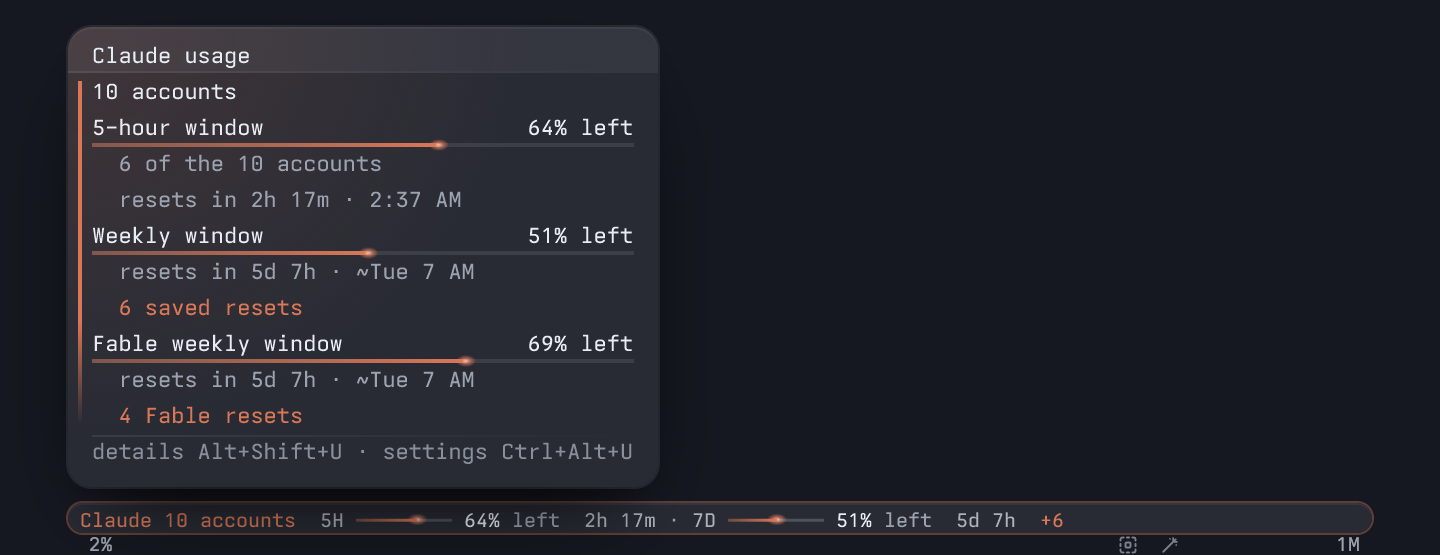 Claude usage
10 accounts
5-hour window 64% left
6 of the 10 accounts
resets in 2h 17m · 2:37 AM
Weekly window 51% left
resets in 5d 7h · ~Tue 7 AM
6 saved resets
Fable weekly window 69% left
resets in 5d 7h · ~Tue 7 AM
4 Fable resets
details Alt+Shift+U · settings Ctrl+Alt+U
Claude 10 accounts 5H 64% left 2h 17m · 7D 51% left 5d 7h +6
2% 1M